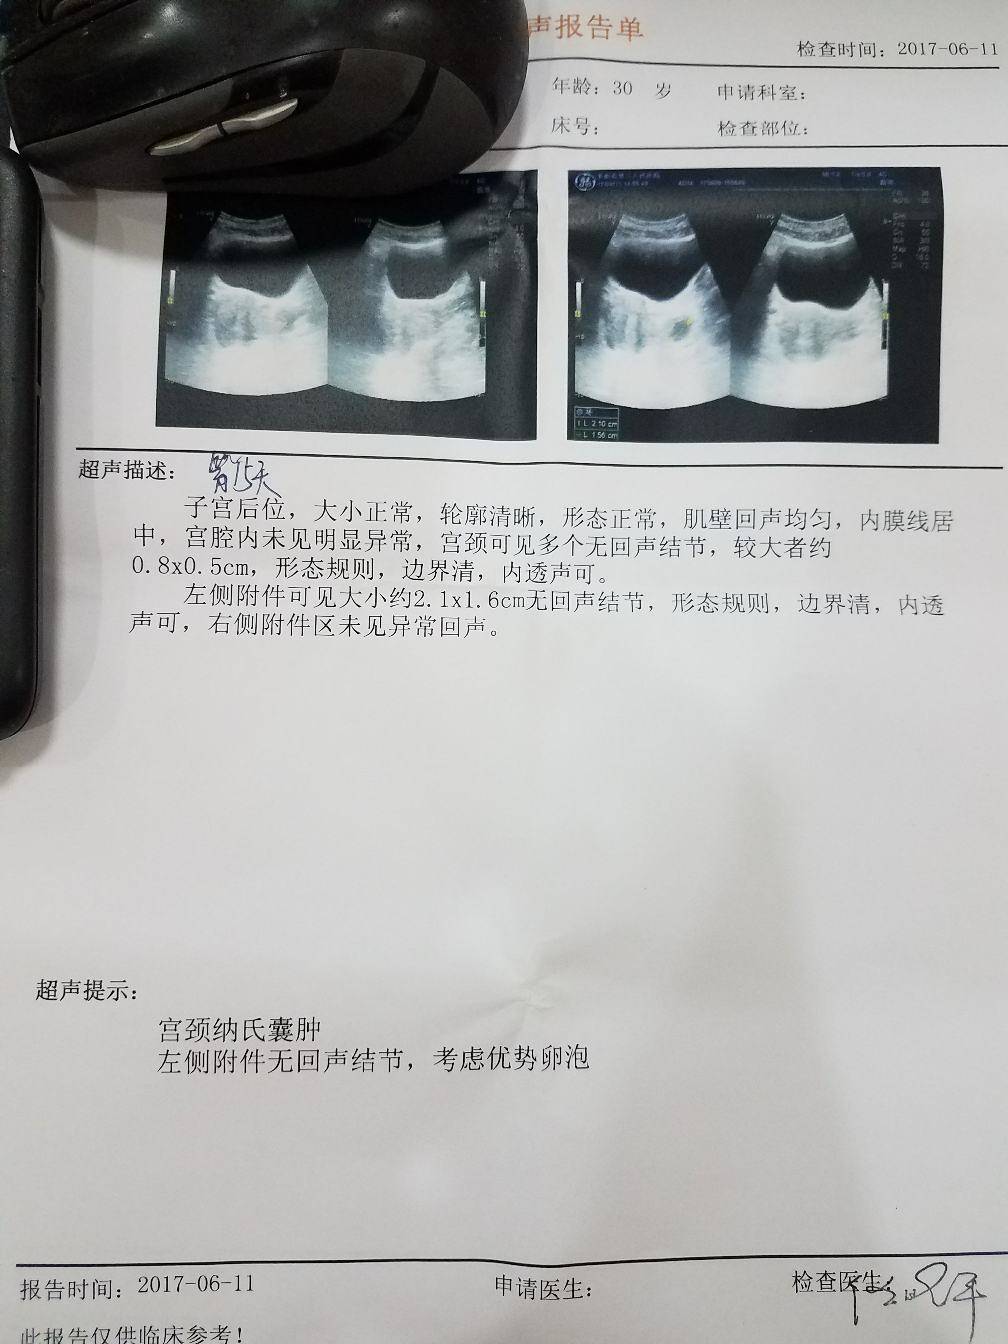 声报告单
检查时间：2017-06-11
年龄：30 岁 申请科室：
床号： 检查部位：
1 L 2.10 cm
L 1.56 cm
超声描述：
子宫后位，大小正常，轮廓清晰，形态正常，肌壁回声均匀，内膜线居
中，宫腔内未见明显异常，宫颈可见多个无回声结节，较大者约
0.8x0.5cm，形态规则，边界清，内透声可。
左侧附件可见大小约2.1x1.6cm无回声结节，形态规则，边界清，内透
声可，右侧附件区未见异常回声。
超声提示：
宫颈纳氏囊肿
左侧附件无回声结节，考虑优势卵泡
报告时间：2017-06-11 申请医生： 检查医生:
此报告仅供临床参考！